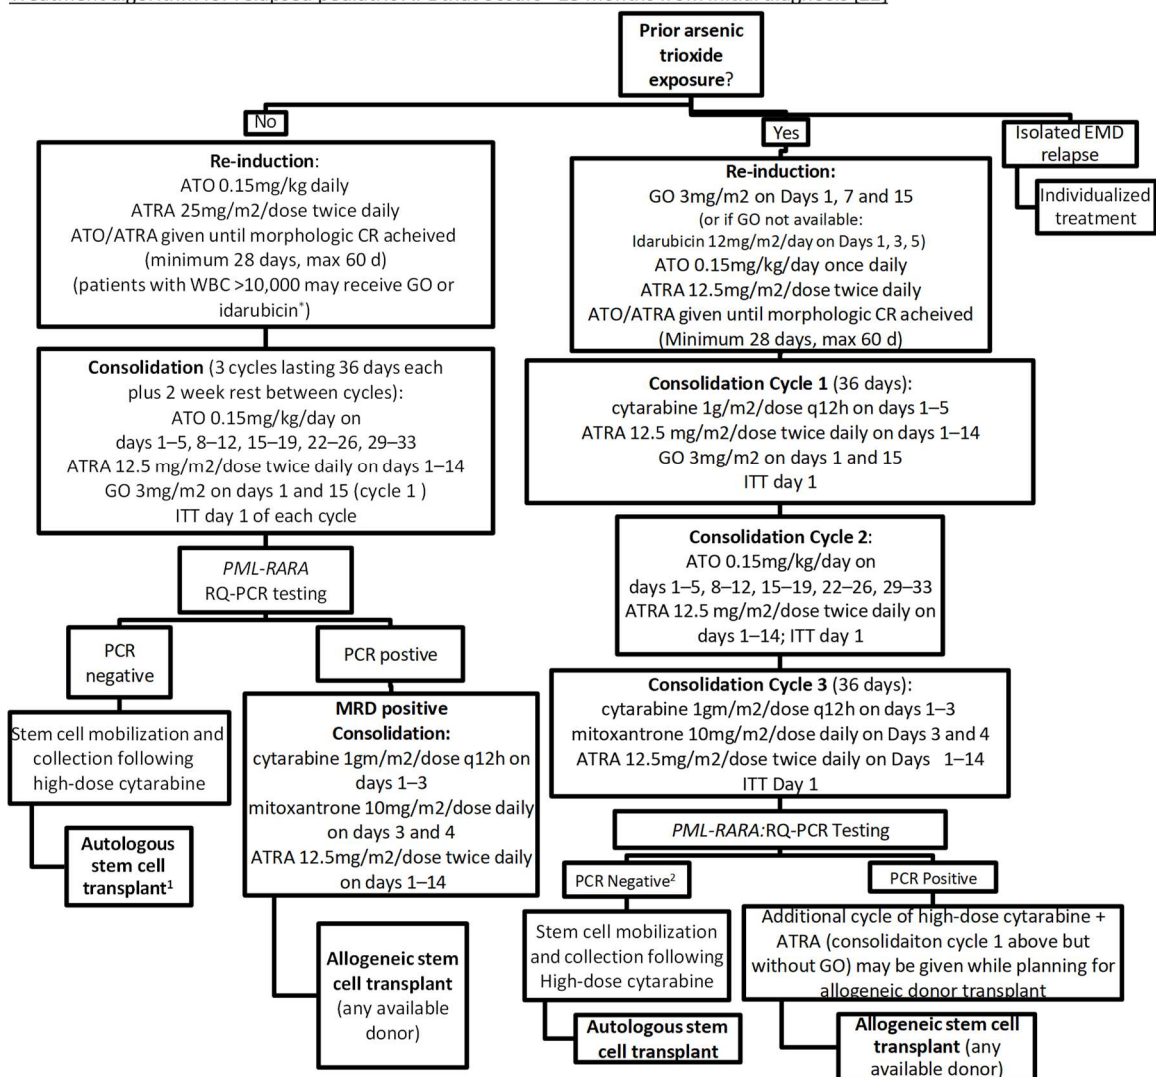 Prior arsenic
trioxide
exposure?
No
Yes
Isolated EMD
relapse
Individualized
treatment
Re-induction:
ATO 0.15mg/kg daily
ATRA 25mg/m2/dose twice daily
ATO/ATRA given until morphologic CR acheived
(minimum 28 days, max 60 d)
(patients with WBC >10,000 may receive GO or
idarubicin*)
Consolidation (3 cycles lasting 36 days each
plus 2 week rest between cycles):
ATO 0.15mg/kg/day on
days 1–5, 8–12, 15–19, 22–26, 29–33
ATRA 12.5 mg/m2/dose twice daily on days 1–14
GO 3mg/m2 on days 1 and 15 (cycle 1 )
ITT day 1 of each cycle
PML-RARA
RQ-PCR testing
PCR
negative
PCR postive
Stem cell mobilization and
collection following
high-dose cytarabine
Autologous
stem cell
transplant1
MRD positive
Consolidation:
cytarabine 1gm/m2/dose q12h on
days 1–3
mitoxantrone 10mg/m2/dose daily
on days 3 and 4
ATRA 12.5mg/m2/dose twice daily
on days 1–14
Allogeneic stem
cell transplant
(any available
donor)
Re-induction:
GO 3mg/m2 on Days 1, 7 and 15
(or if GO not available:
Idarubicin 12mg/m2/day on Days 1, 3, 5)
ATO 0.15mg/kg/day once daily
ATRA 12.5mg/m2/dose twice daily
ATO/ATRA given until morphologic CR acheived
(Minimum 28 days, max 60 d)
Consolidation Cycle 1 (36 days):
cytarabine 1g/m2/dose q12h on days 1–5
ATRA 12.5 mg/m2/dose twice daily on days 1–14
GO 3mg/m2 on days 1 and 15
ITT day 1
Consolidation Cycle 2:
ATO 0.15mg/kg/day on
days 1–5, 8–12, 15–19, 22–26, 29–33
ATRA 12.5 mg/m2/dose twice daily on
days 1–14; ITT day 1
Consolidation Cycle 3 (36 days):
cytarabine 1gm/m2/dose q12h on days 1–3
mitoxantrone 10mg/m2/dose daily on Days 3 and 4
ATRA 12.5mg/m2/dose twice daily on Days 1–14
ITT Day 1
PML-RARA:RQ-PCR Testing
PCR Negative2
PCR Positive
Stem cell mobilization
and collection following
High-dose cytarabine
Autologous stem
cell transplant
Additional cycle of high-dose cytarabine +
ATRA (consolidaiton cycle 1 above but
without GO) may be given while planning for
allogeneic donor transplant
Allogeneic stem cell
transplant (any
available donor)